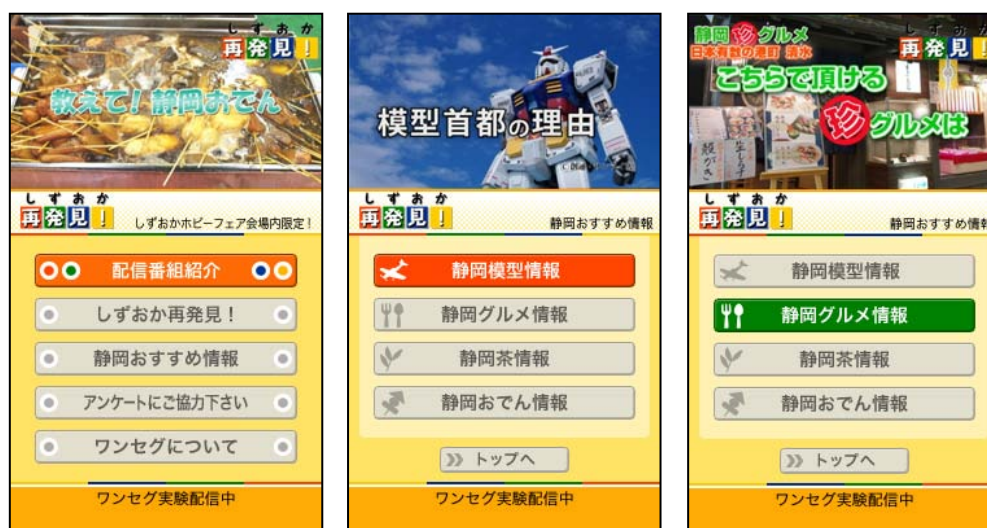 しずおか
再発見!
教えて!静岡おでん
しずおか
再発見!
しずおかホビーフェア会場内限定!
配信番組紹介
しずおか再発見!
静岡おすすめ情報
アンケートにご協力下さい
ワンセグについて
ワンセグ実験配信中
模型首都の理由
しずおか
再発見!
静岡おすすめ情報
静岡模型情報
静岡グルメ情報
静岡茶情報
静岡おでん情報
トップへ
ワンセグ実験配信中
静岡珍グルメ
日本有数の港町 清水
しずおか
再発見!
こちらで頂ける
珍グルメは
しずおか
再発見!
静岡おすすめ情報
静岡模型情報
静岡グルメ情報
静岡茶情報
静岡おでん情報
トップへ
ワンセグ実験配信中